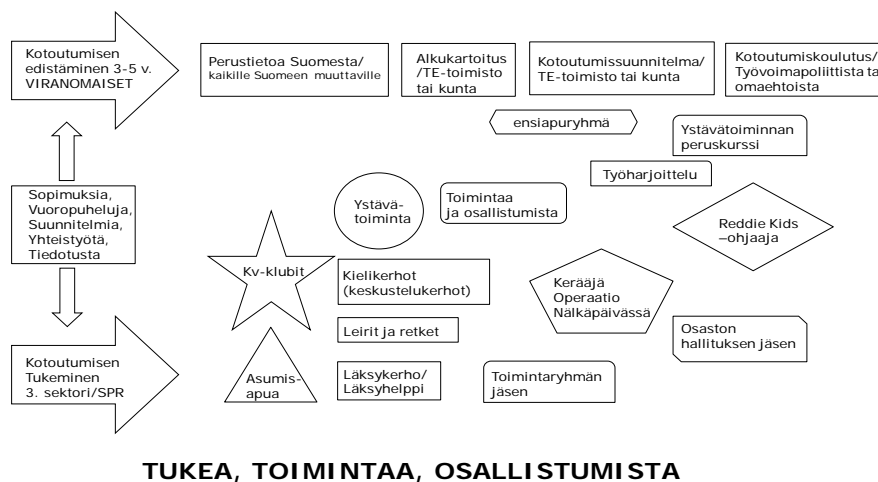 Kotoutumisen
edistäminen 3-5 v.
VIRANOMAISET
Perustietoa Suomesta/
kaikille Suomeen muuttaville
Alkukartoitus
/TE-toimisto
tai kunta
Kotoutumissuunnitelma/
TE-toimisto tai kunta
Kotoutumiskoulutus/
Työvoimapoliittista ta
omaehtoista
ensiapuryhmä
Ystävätoiminnan
peruskurssi
Työharjoittelu
Sopimuksia,
Vuoropuheluja,
Suunnitelmia,
Yhteistyötä,
Tiedotusta
Ystävä-
toiminta
Toimintaa
ja osallistumista
Reddie Kids
–ohjaaja
Kv-klubit
Kielikerhot
(keskustelukerhot)
Kerääjä
Operaatio
Nälkäpäivässä
Leirit ja retket
Osaston
hallituksen jäsen
Kotoutumisen
Tukeminen
3. sektori/SPR
Asumis-
apua
Läksykerho/
Läksyhelppi
Toimintaryhmän
jäsen
TUKEA, TOIMINTAA, OSALLISTUMISTA